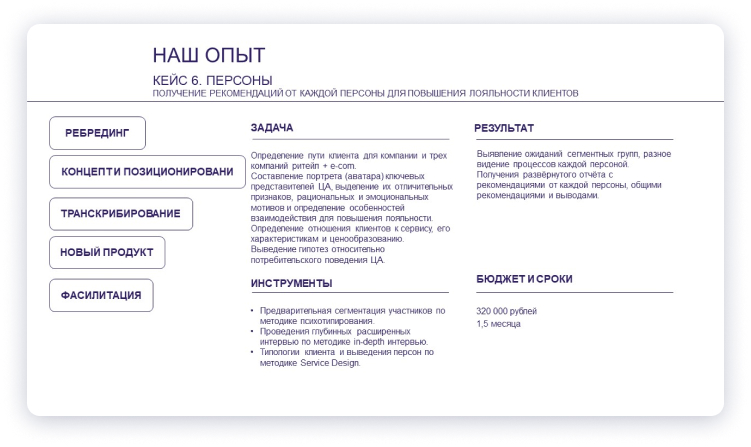 НАШ ОПЫТ
КЕЙС 6. ПЕРСОНЫ
ПОЛУЧЕНИЕ РЕКОМЕНДАЦИЙ ОТ КАЖДОЙ ПЕРСОНЫ ДЛЯ ПОВЫШЕНИЯ ЛОЯЛЬНОСТИ КЛИЕНТОВ
РЕБРЕДИНГ
КОНЦЕПТ И ПОЗИЦИОНИРОВАНИ
ТРАНСКРИБИРОВАНИЕ
НОВЫЙ ПРОДУКТ
ФАСИЛИТАЦИЯ
ЗАДАЧА
Определение пути клиента для компании и трех
компаний ритейл + e-com.
Составление портрета (аватара) ключевых
представителей ЦА, выделение их отличительных
признаков, рациональных и эмоциональных
мотивов и определение особенностей
взаимодействия для повышения лояльности.
Определение отношения клиентов к сервису, его
характеристикам и ценообразованию.
Выведение гипотез относительно
потребительского поведения ЦА.
ИНСТРУМЕНТЫ
• Предварительная сегментация участников по
методике психотипирования.
• Проведения глубинных расширенных
интервью по методике in-depth интервью.
• Типологии клиента и выведения персон по
методике Service Design.
РЕЗУЛЬТАТ
Выявление ожиданий сегментных групп, разное
видение процессов каждой персоной.
Получения развёрнутого отчёта с
рекомендациями от каждой персоны, общими
рекомендациями и выводами.
БЮДЖЕТ И СРОКИ
320 000 рублей
1,5 месяца